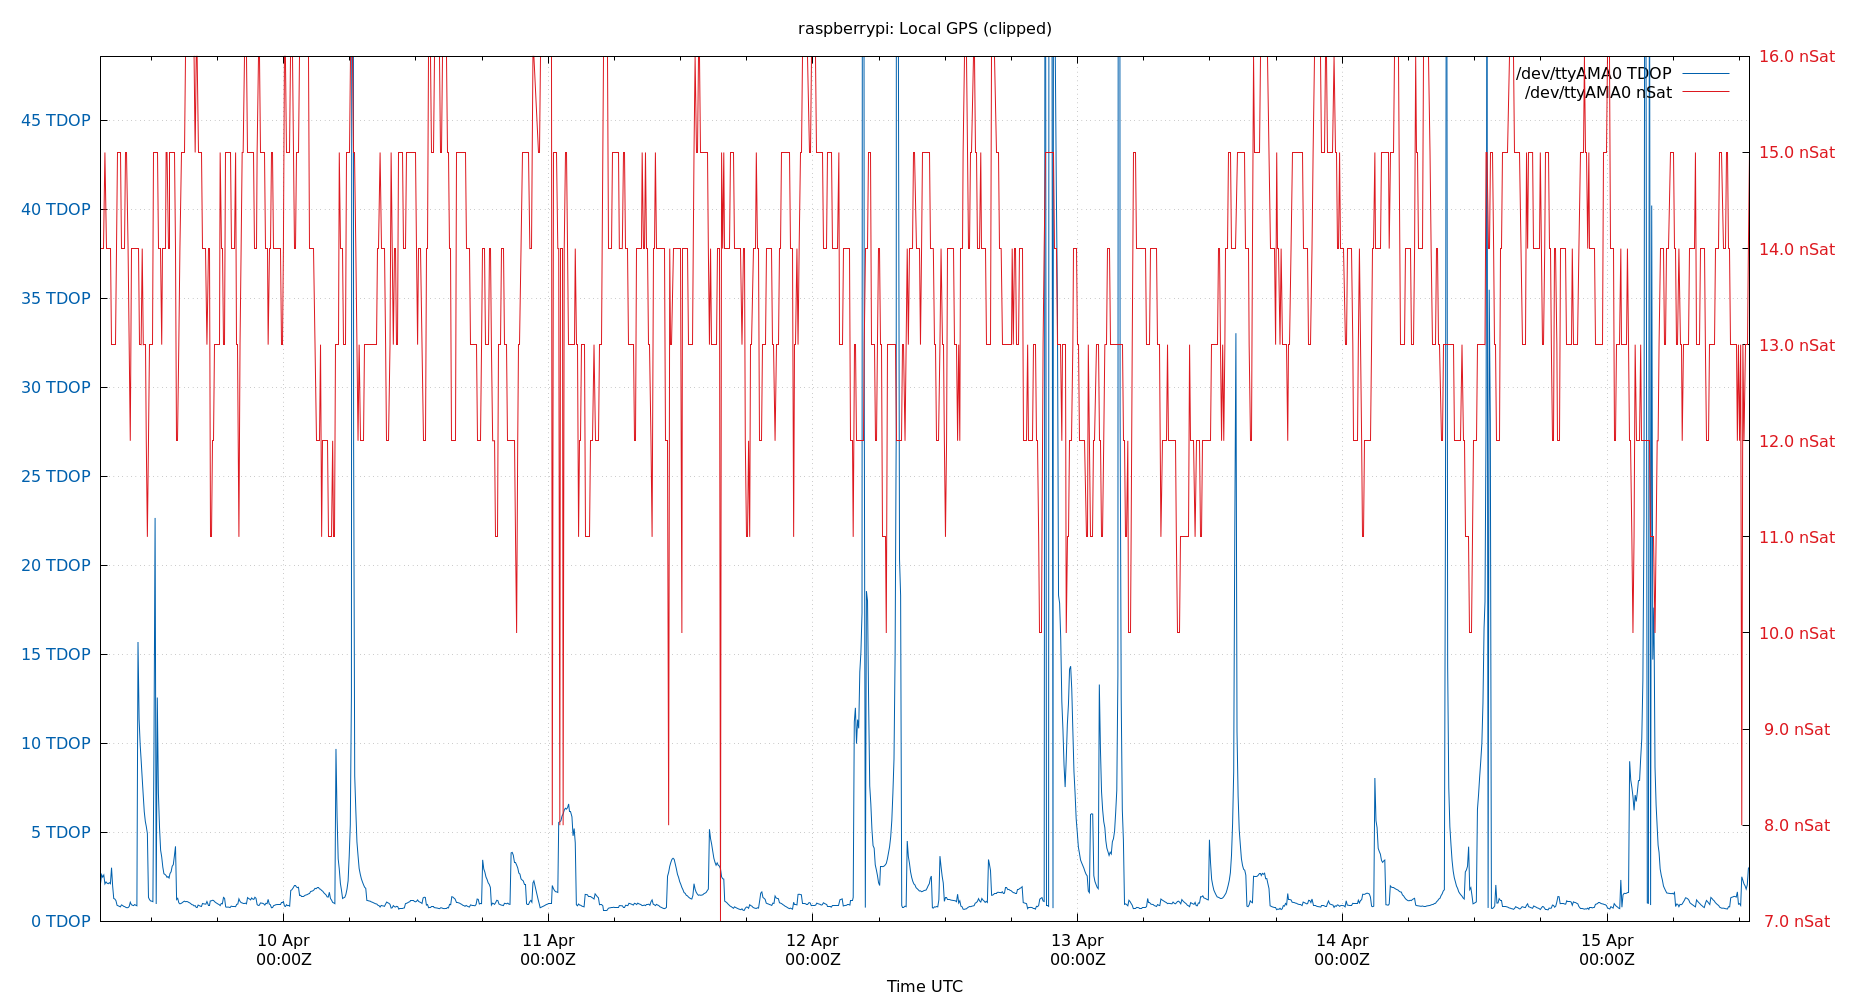 raspberrypi: Local GPS (clipped)
/dev/ttyAMA0 TDOP
/dev/ttyAMA0 nSat
45 TDOP
40 TDOP
35 TDOP
30 TDOP
25 TDOP
20 TDOP
15 TDOP
10 TDOP
5 TDOP
0 TDOP
16.0 nSat
15.0 nSat
14.0 nSat
13.0 nSat
12.0 nSat
11.0 nSat
10.0 nSat
9.0 nSat
8.0 nSat
7.0 nSat
10 Apr
00:00Z
11 Apr
00:00Z
12 Apr
00:00Z
13 Apr
00:00Z
14 Apr
00:00Z
15 Apr
00:00Z
Time UTC